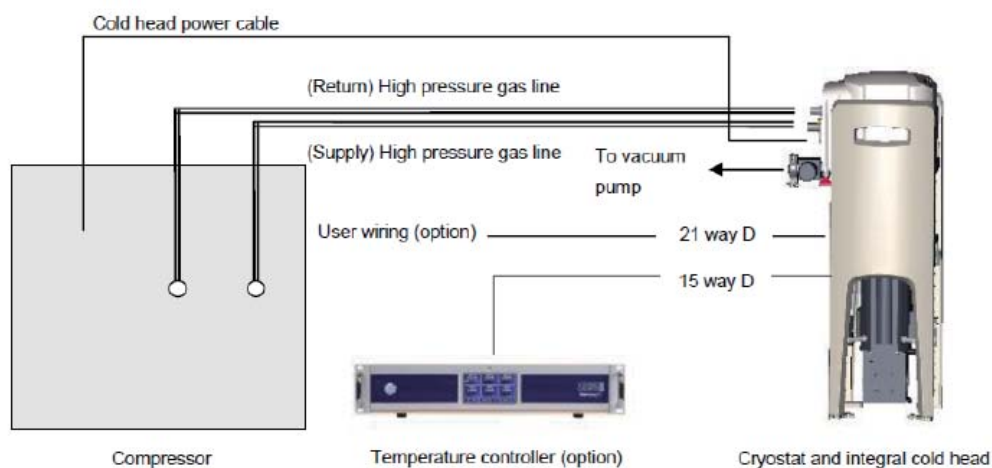 Cold head power cable
(Return) High pressure gas line
(Supply) High pressure gas line
To vacuum
pump
User wiring (option)
21 way D
15 way D
Compressor
Temperature controller (option)
Cryostat and integral cold head